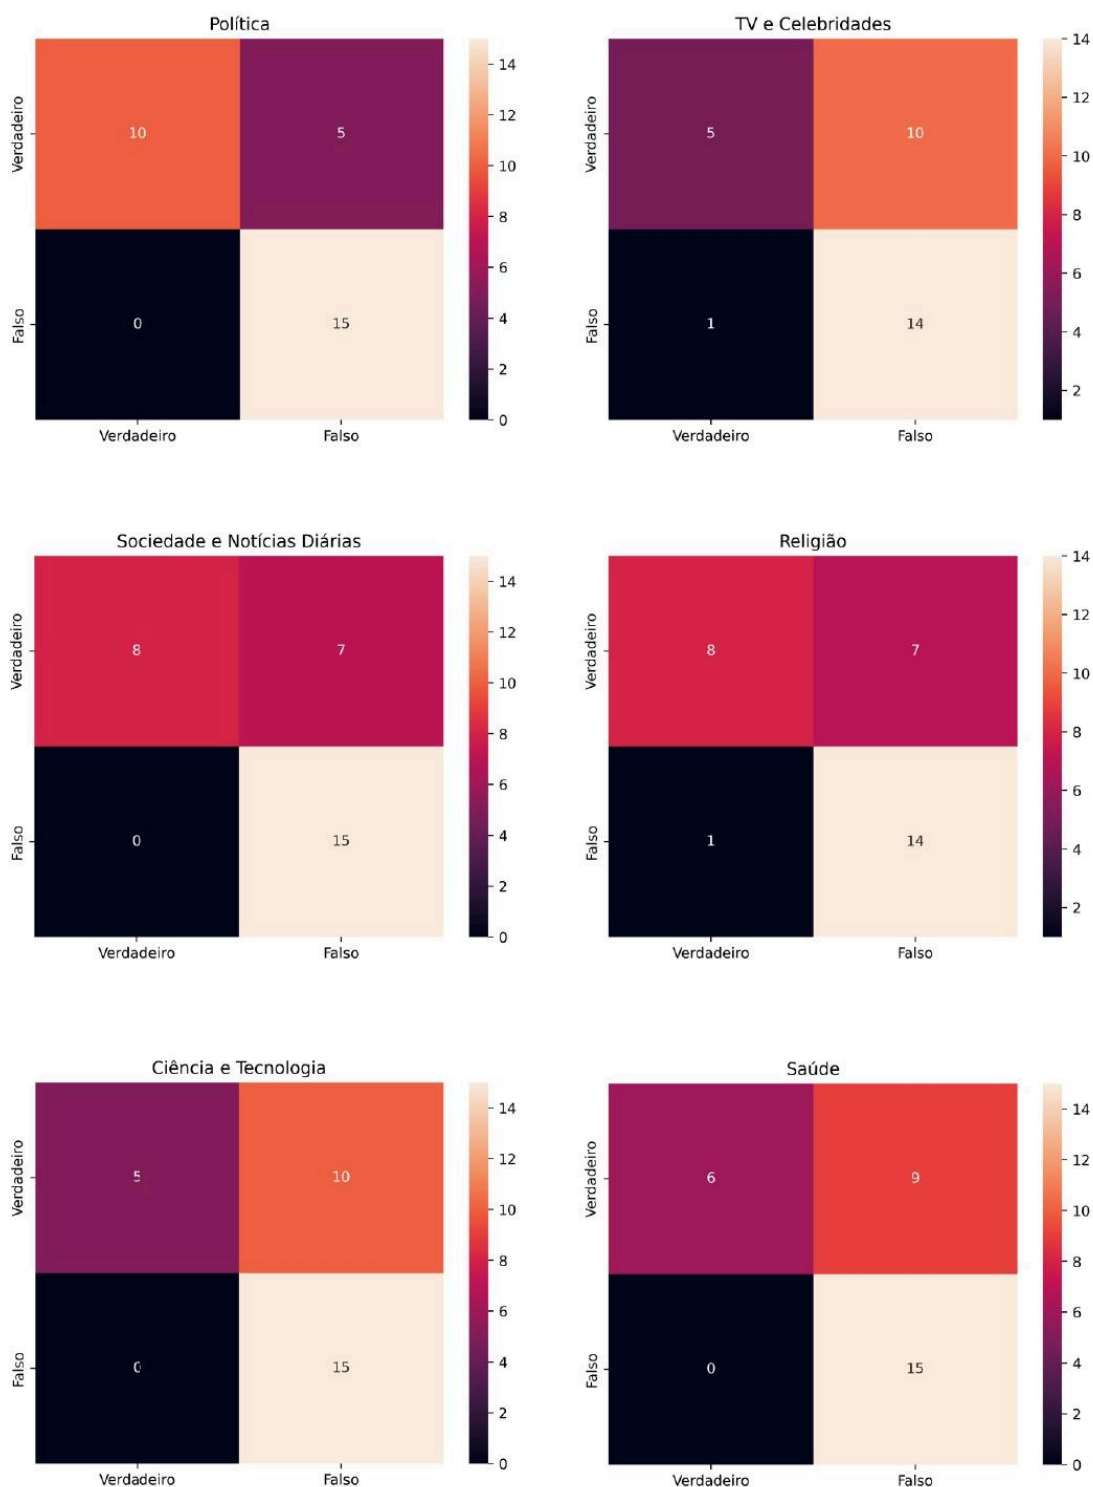 Política
Verdadeiro
Falso
10
5
0
15
Verdadeiro
Falso
14
12
10
8
6
4
2
0
TV e Celebridades
Verdadeiro
Falso
5
10
1
14
Verdadeiro
Falso
14
12
10
8
6
4
2
Sociedade e Notícias Diárias
Verdadeiro
Falso
8
7
0
15
Verdadeiro
Falso
14
12
10
8
6
4
2
0
Religião
Verdadeiro
Falso
8
7
1
14
Verdadeiro
Falso
14
12
10
8
6
4
2
Ciência e Tecnologia
Verdadeiro
Falso
5
10
0
15
Verdadeiro
Falso
14
12
10
8
6
4
2
0
Saúde
Verdadeiro
Falso
6
9
0
15
Verdadeiro
Falso
14
12
10
8
6
4
2
0